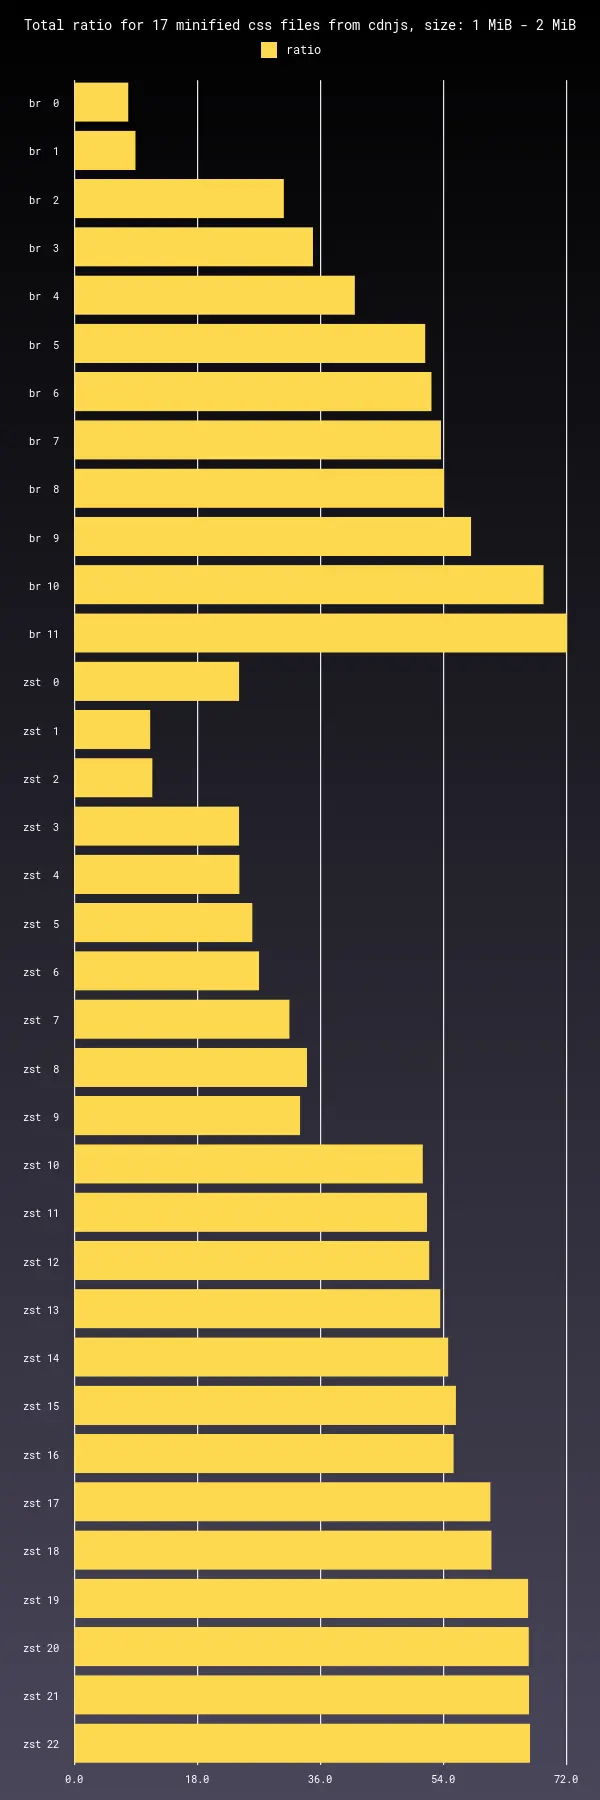 Total ratio for 17 minified css files from cdnjs, size: 1 MiB - 2 MiB
ratio
br  0
br  1
br  2
br  3
br  4
br  5
br  6
br  7
br  8
br  9
br 10
br 11
zst  0
zst  1
zst  2
zst  3
zst  4
zst  5
zst  6
zst  7
zst  8
zst  9
zst 10
zst 11
zst 12
zst 13
zst 14
zst 15
zst 16
zst 17
zst 18
zst 19
zst 20
zst 21
zst 22
0.0 18.0 36.0 54.0 72.0